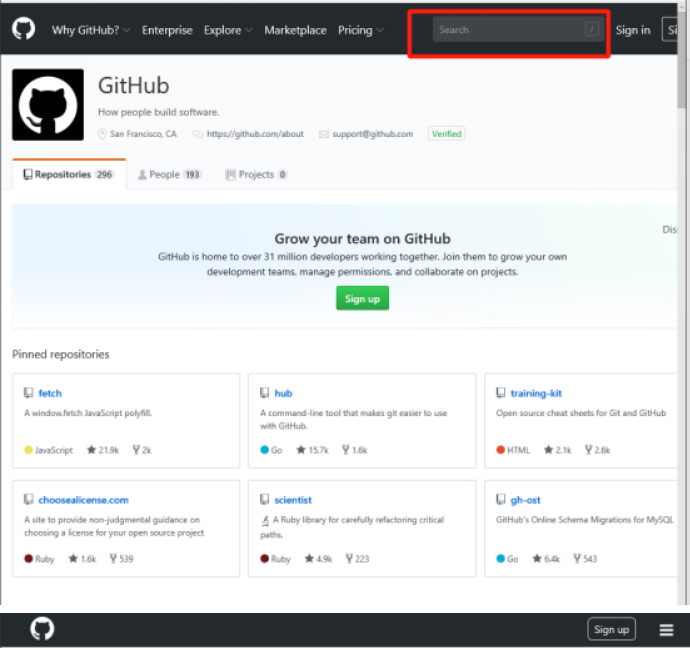 Why GitHub? Enterprise Explore Marketplace Pricing Search / Sign in Si
GitHub
How people build software.
San Francisco, CA https://github.com/about support@github.com Verified
Repositories 296 People 193 Projects 0
Dis
Grow your team on GitHub
GitHub is home to over 31 million developers working together. Join them to grow your own
development teams, manage permissions, and collaborate on projects.
Sign up
Pinned repositories
fetch
A window.fetch JavaScript polyfill.
JavaScript 21.9k 2k
hub
A command-line tool that makes git easier to use
with GitHub.
Go 15.7k 1.6k
training-kit
Open source cheat sheets for Git and GitHub
HTML 2.1k 2.6k
choosealicense.com
A site to provide non-judgmental guidance on
choosing a license for your open source project
Ruby 1.6k 539
scientist
A Ruby library for carefully refactoring critical
paths.
Ruby 4.9k 223
gh-ost
GitHub's Online Schema Migrations for MySQL
Go 6.4k 543
Sign up